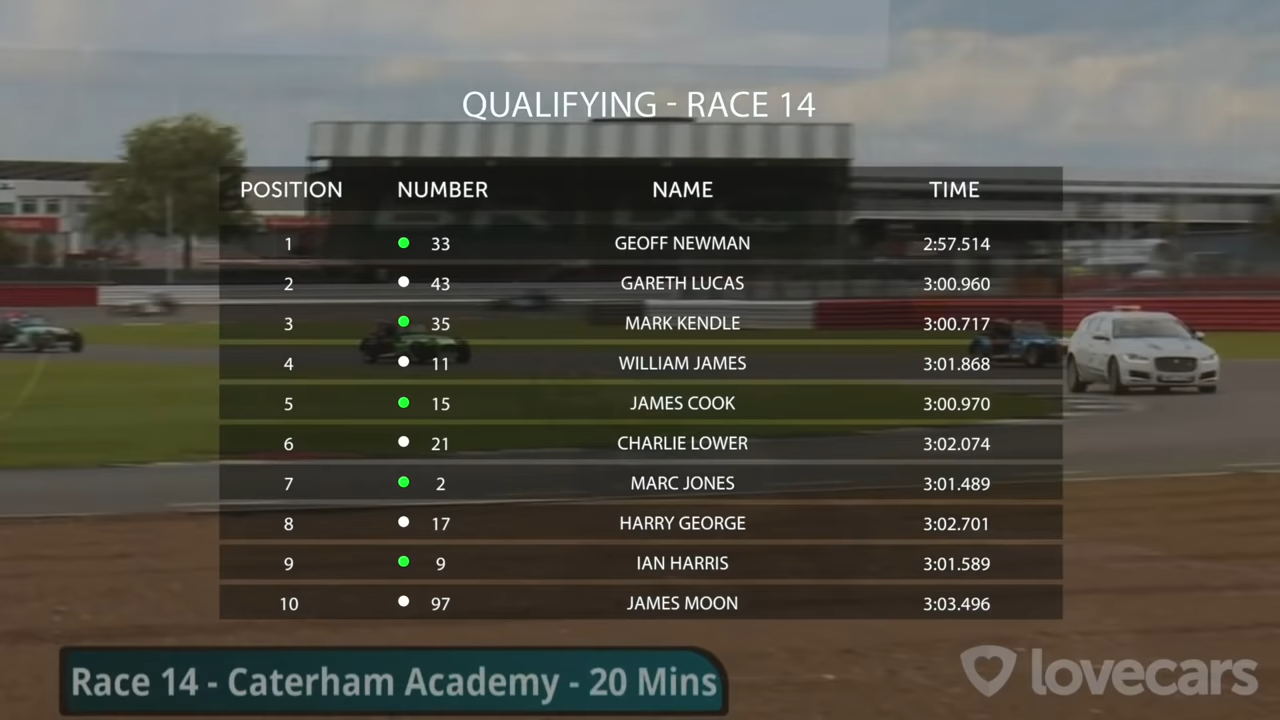 QUALIFYING - RACE 14
POSITION NUMBER NAME TIME
1 33 GEOFF NEWMAN 2:57.514
2 43 GARETH LUCAS 3:00.960
3 35 MARK KENDLE 3:00.717
4 11 WILLIAM JAMES 3:01.868
5 15 JAMES COOK 3:00.970
6 21 CHARLIE LOWER 3:02.074
7 2 MARC JONES 3:01.489
8 17 HARRY GEORGE 3:02.701
9 9 IAN HARRIS 3:01.589
10 97 JAMES MOON 3:03.496
Race 14 - Caterham Academy - 20 Mins
lovecars